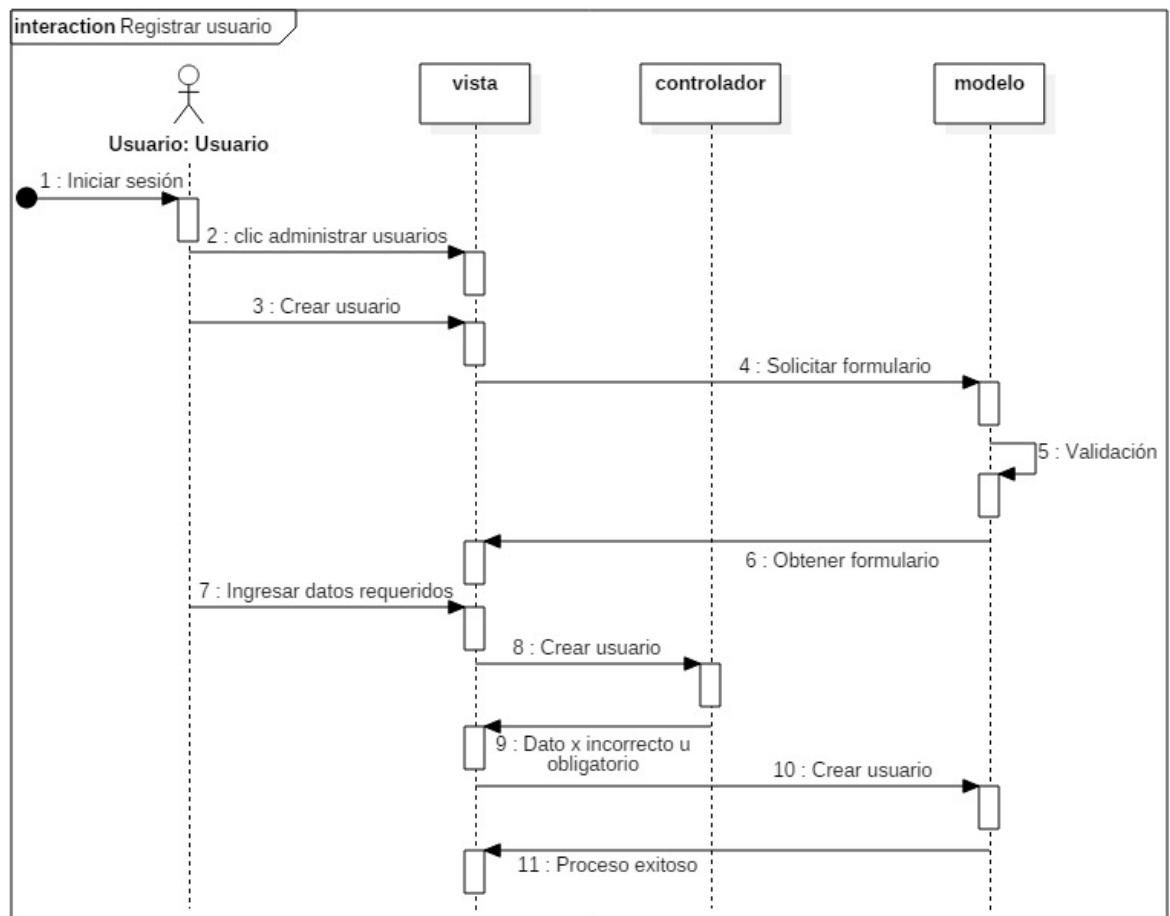 interaction Registrar usuario
vista
controlador
modelo
Usuario: Usuario
1 : Iniciar sesión
2 : clic administrar usuarios
3 : Crear usuario
4 : Solicitar formulario
5 : Validación
6 : Obtener formulario
7 : Ingresar datos requeridos
8 : Crear usuario
9 : Dato x incorrecto u
obligatorio
10 : Crear usuario
11 : Proceso exitoso